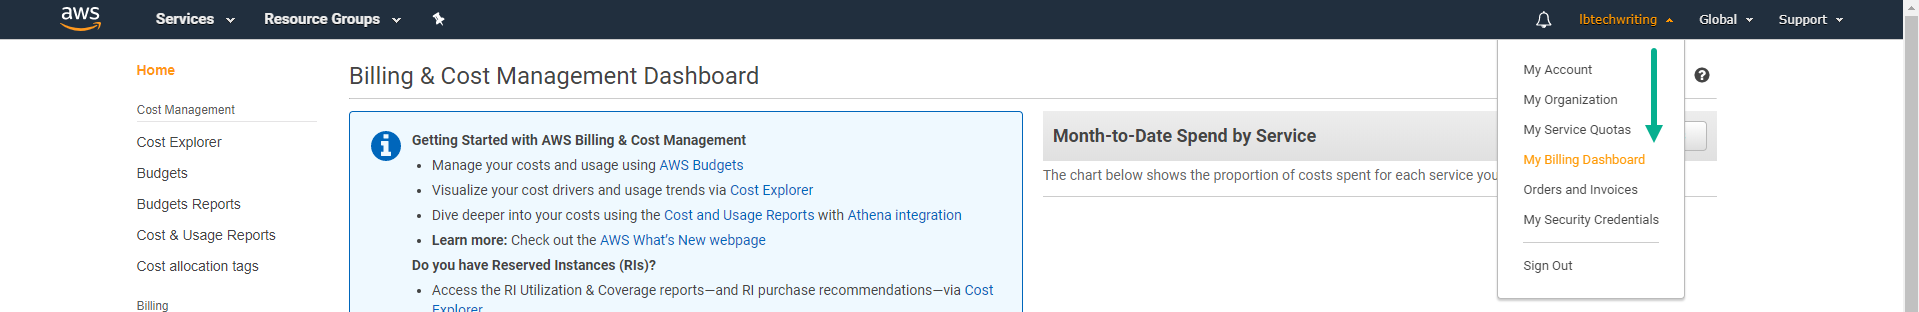 aws
Services
Resource Groups
lbtechwriting
Global
Support
Home
Cost Management
Cost Explorer
Budgets
Budgets Reports
Cost & Usage Reports
Cost allocation tags
Billing
Billing & Cost Management Dashboard
Getting Started with AWS Billing & Cost Management
• Manage your costs and usage using AWS Budgets
• Visualize your cost drivers and usage trends via Cost Explorer
• Dive deeper into your costs using the Cost and Usage Reports with Athena integration
• Learn more: Check out the AWS What's New webpage
Do you have Reserved Instances (RIs)?
• Access the RI Utilization & Coverage reports—and RI purchase recommendations—via Cost
Explorer
Month-to-Date Spend by Service
The chart below shows the proportion of costs spent for each service you
My Account
My Organization
My Service Quotas
My Billing Dashboard
Orders and Invoices
My Security Credentials
Sign Out
?